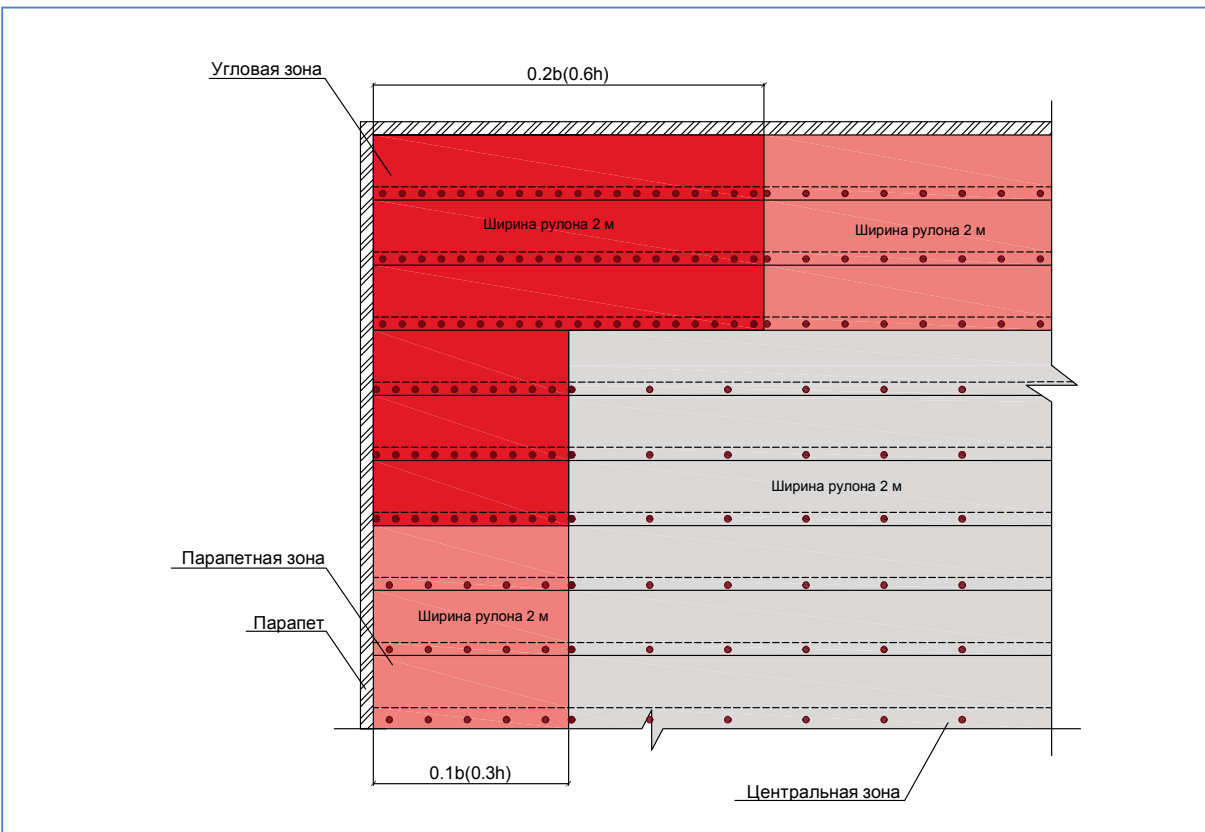 Угловая зона
0.2b(0.6h)
Ширина рулона 2 м
Ширина рулона 2 м
Ширина рулона 2 м
Парапетная зона
Ширина рулона 2 м
Парапет
0.1b(0.3h)
Центральная зона